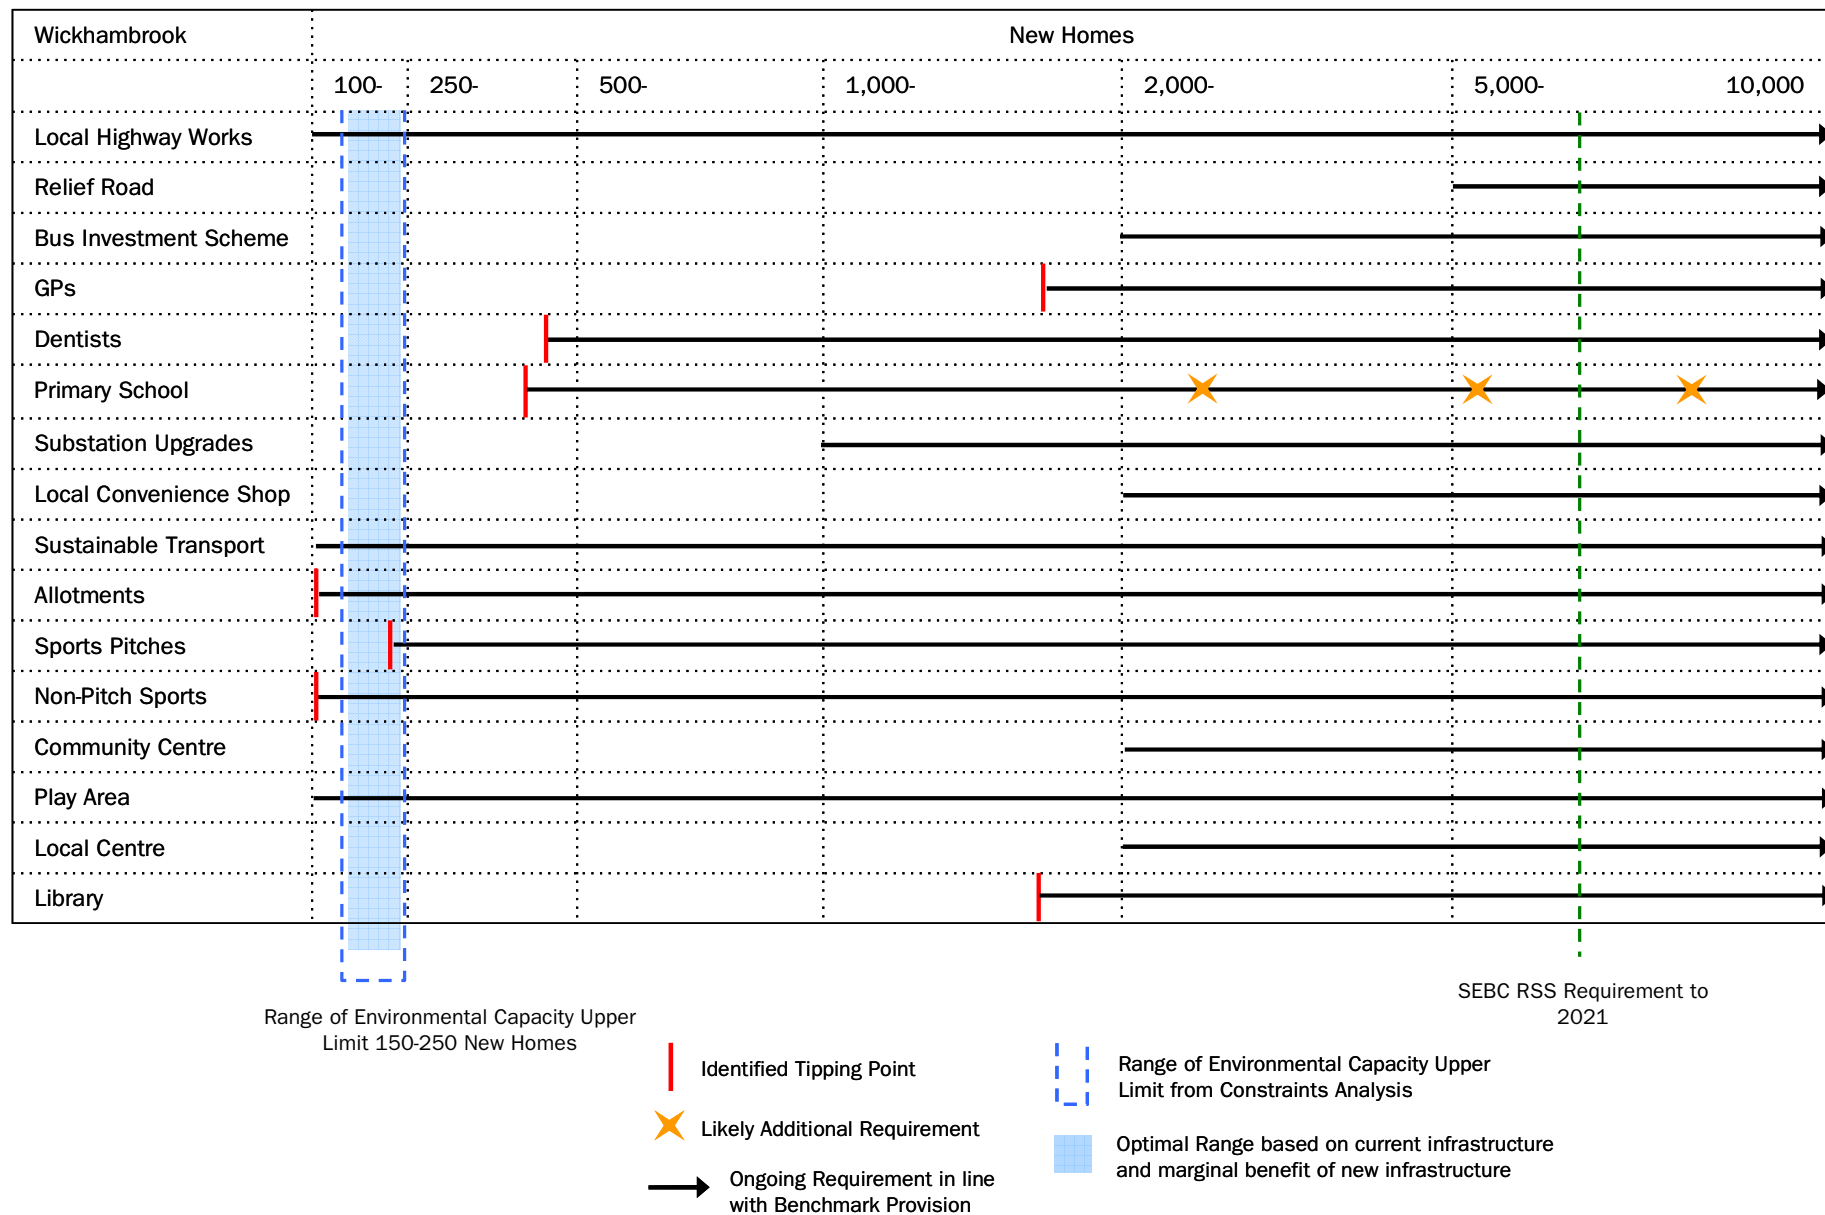 Wickhambrook
New Homes
100-
250-
500-
1,000-
2,000-
5,000-
10,000
Local Highway Works
Relief Road
Bus Investment Scheme
GPs
Dentists
Primary School
Substation Upgrades
Local Convenience Shop
Sustainable Transport
Allotments
Sports Pitches
Non-Pitch Sports
Community Centre
Play Area
Local Centre
Library
Range of Environmental Capacity Upper
Limit 150-250 New Homes
SEBC RSS Requirement to
2021
Identified Tipping Point
Likely Additional Requirement
Ongoing Requirement in line
with Benchmark Provision
Range of Environmental Capacity Upper
Limit from Constraints Analysis
Optimal Range based on current infrastructure
and marginal benefit of new infrastructure